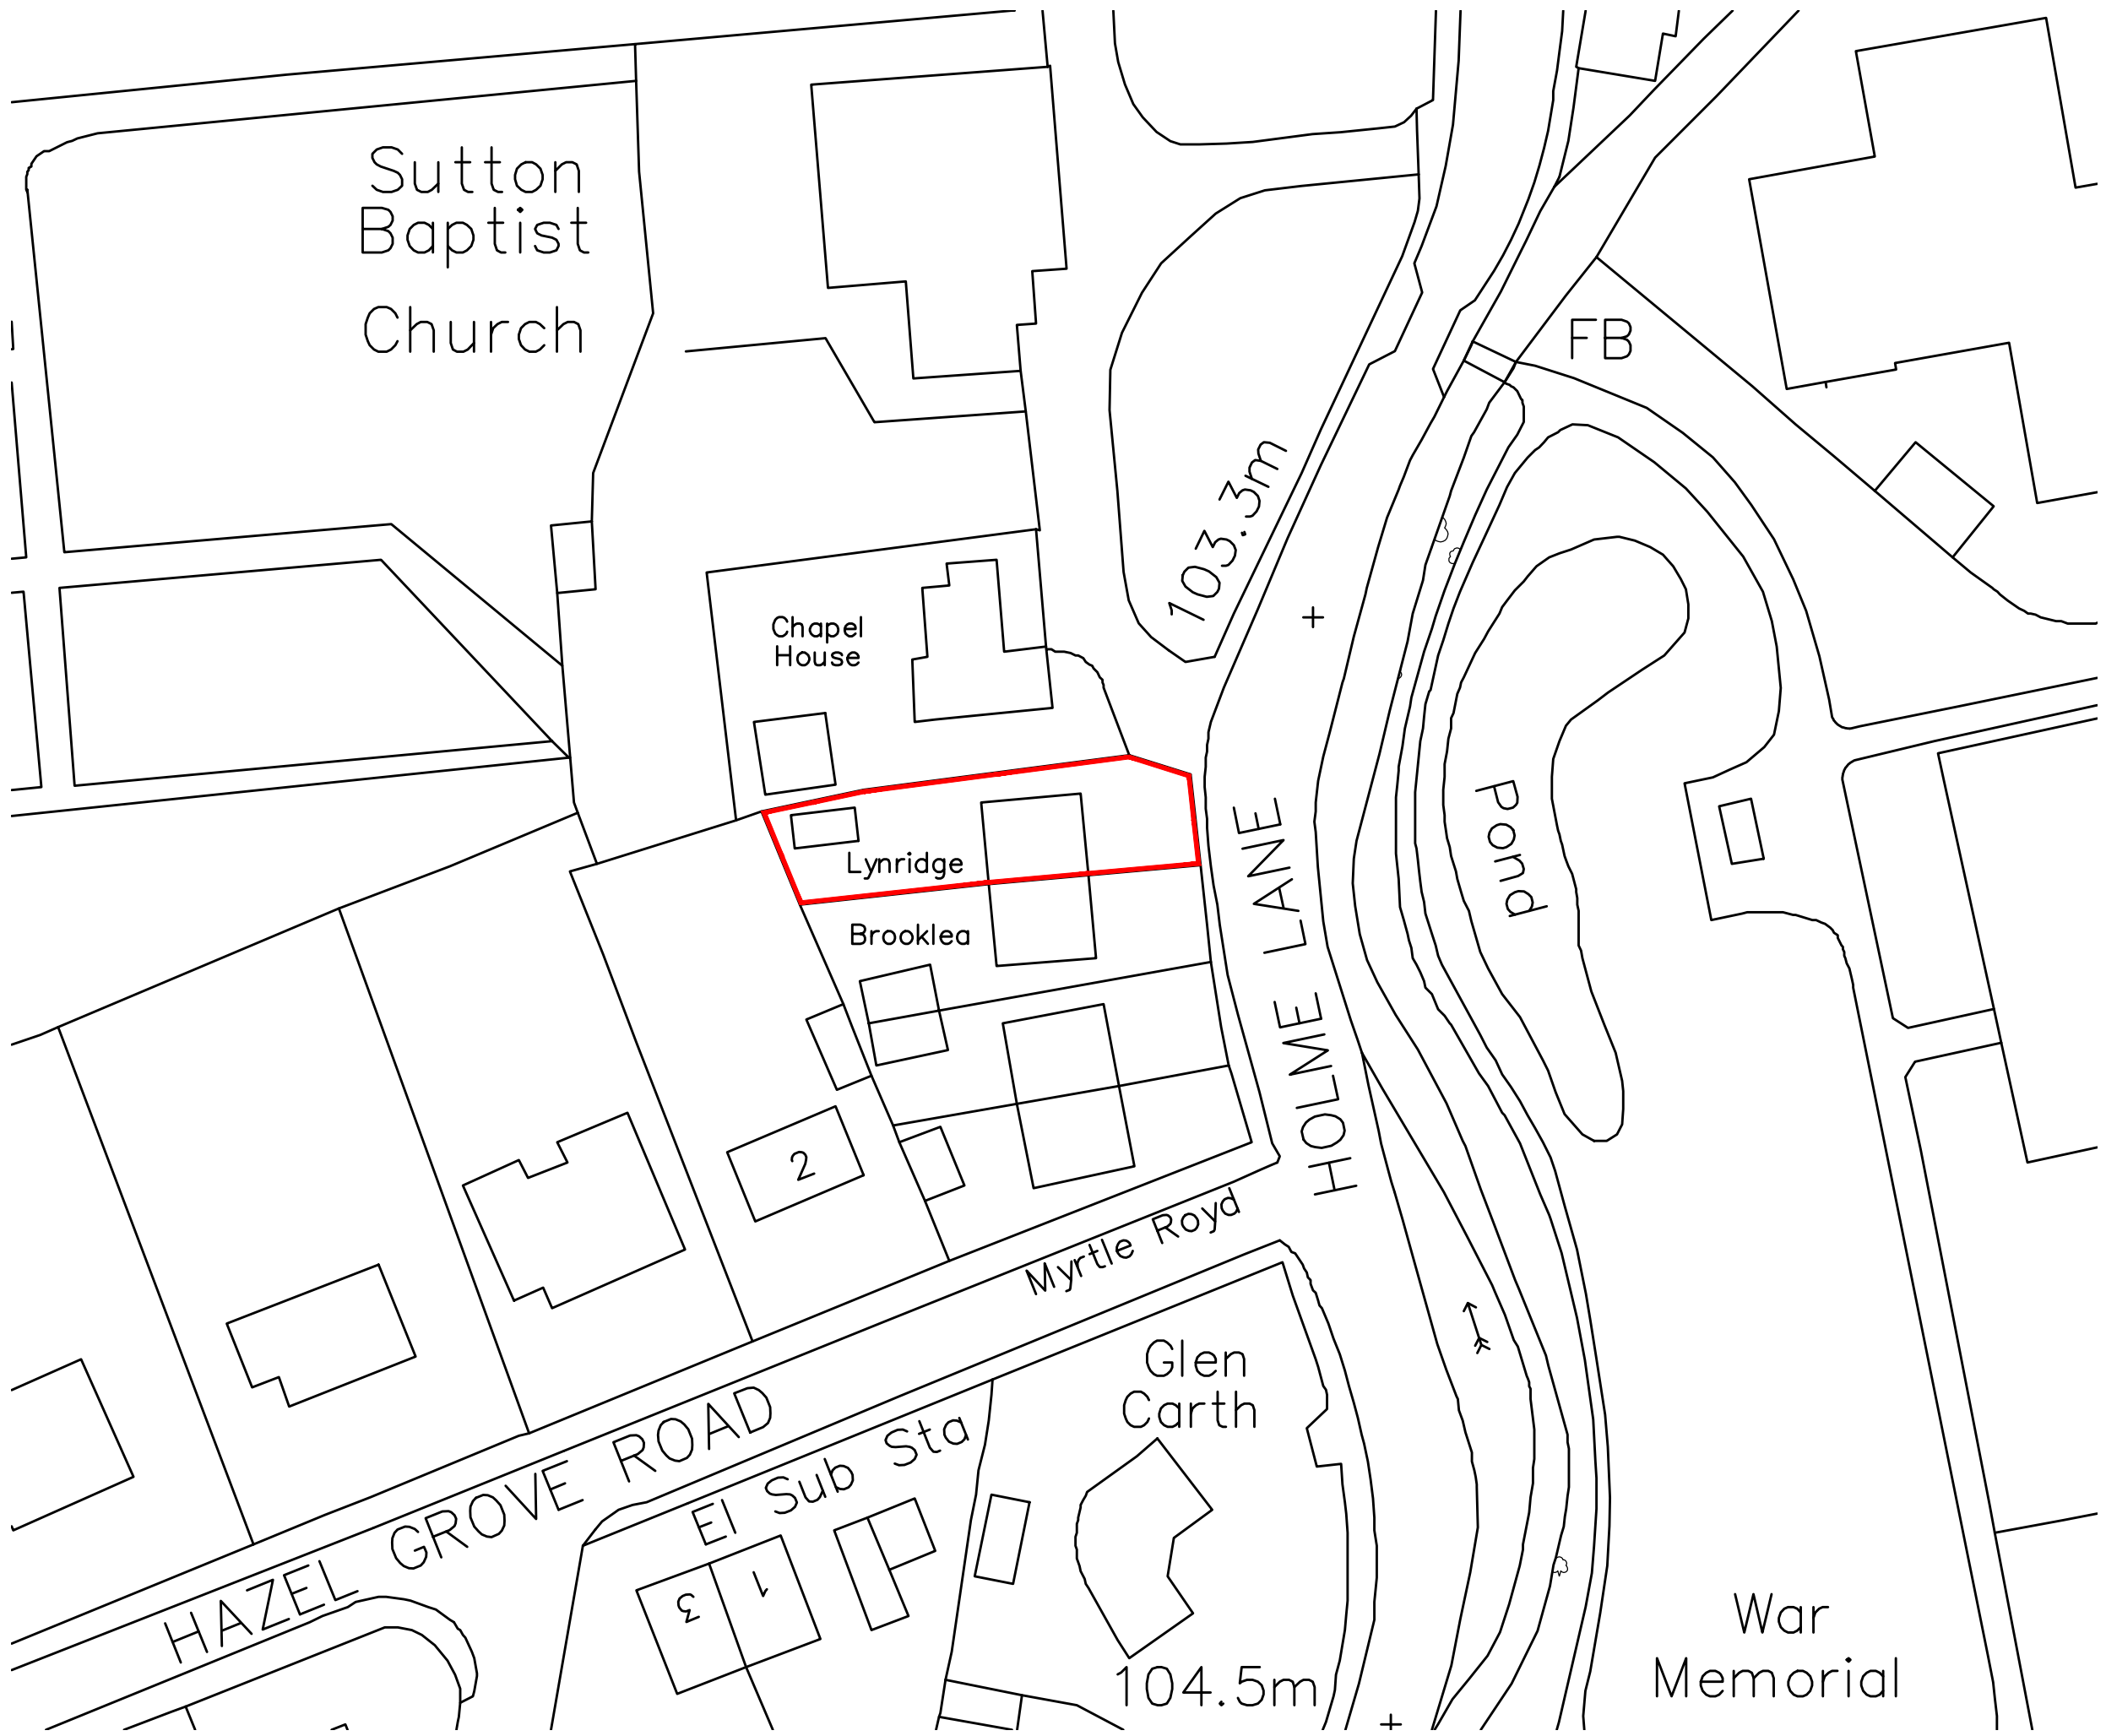 Sutton
Baptist
Church
FB
103.3m
Chapel
House
Lynridge
Pond
Brooklea
HOLME LANE
2
Myrtle Royd
Glen
Carth
HAZEL GROVE ROAD
El Sub Sta
3
1
War
Memorial
104.5m